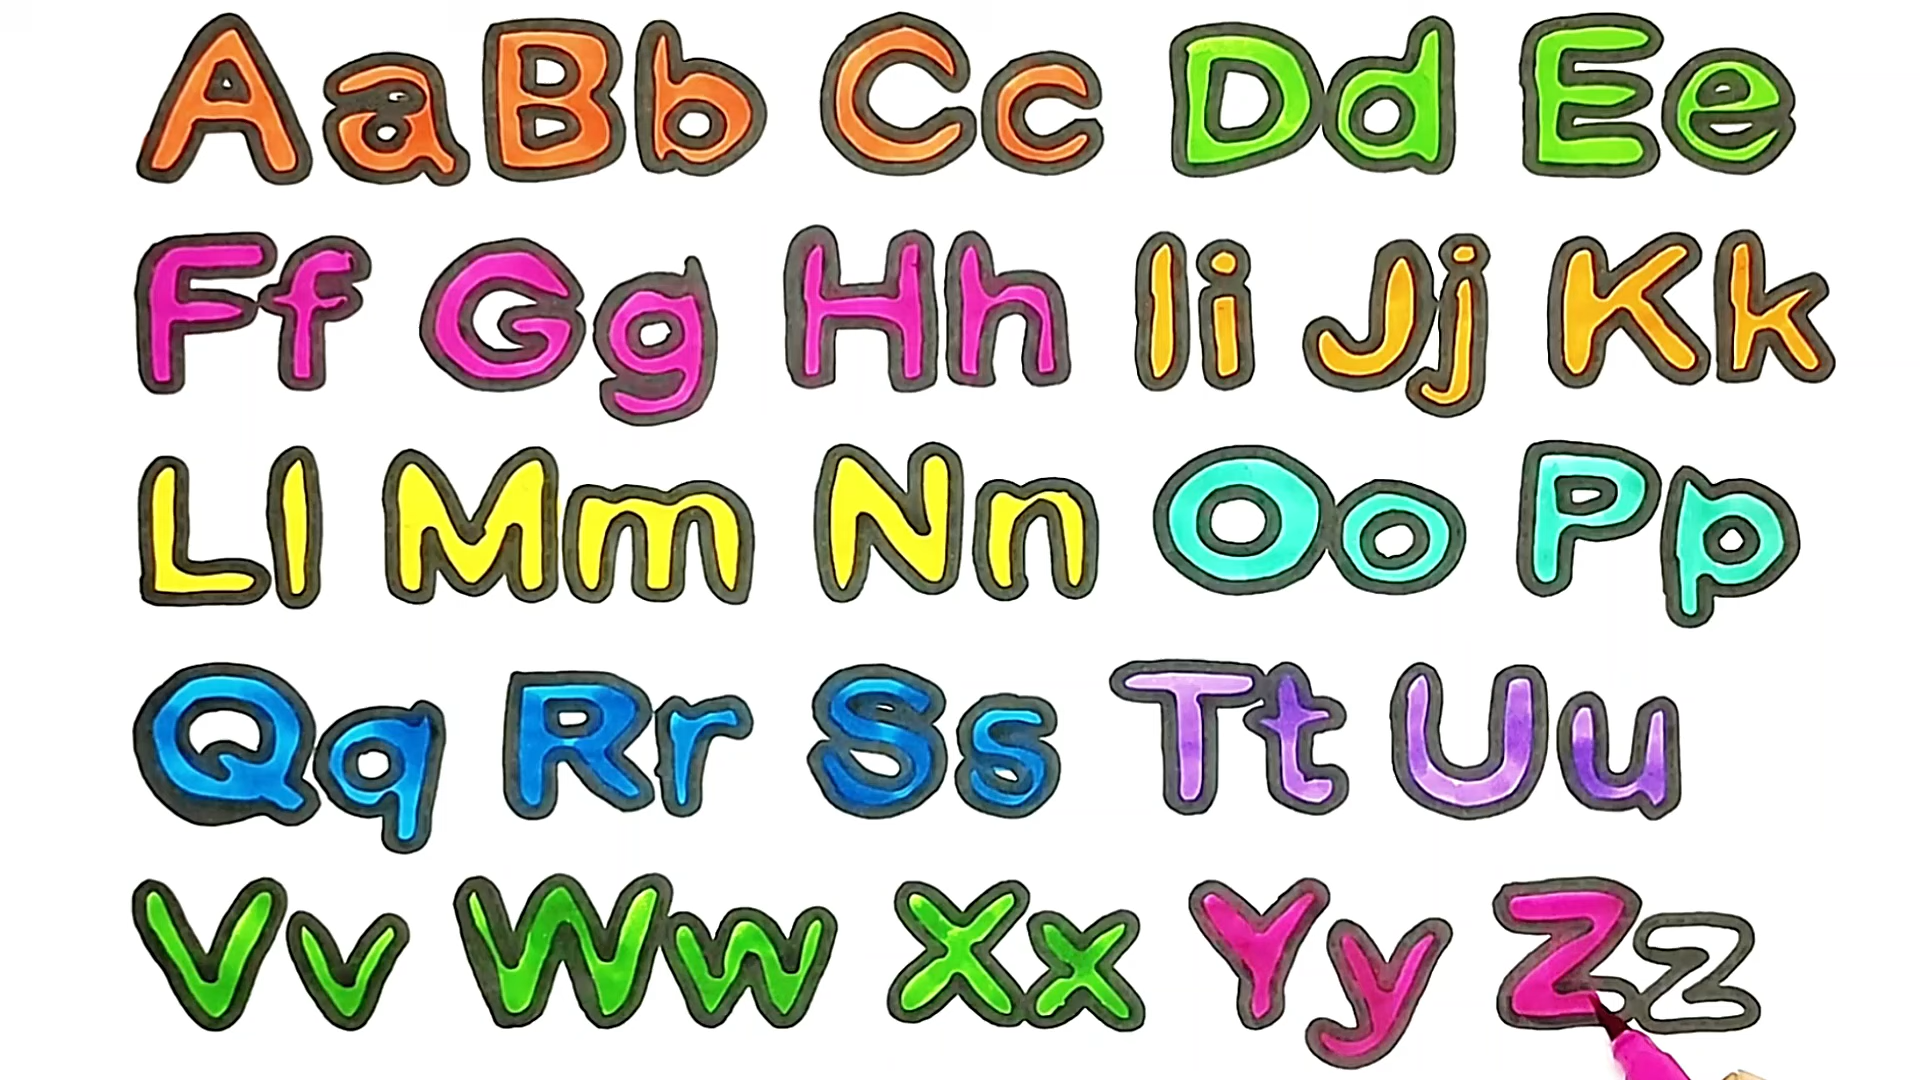 Aa Bb Cc Dd Ee
Ff Gg Hh Ii Jj Kk
Ll Mm Nn Oo Pp
Qq Rr Ss Tt Uu
Vv Ww Xx Yy Zz